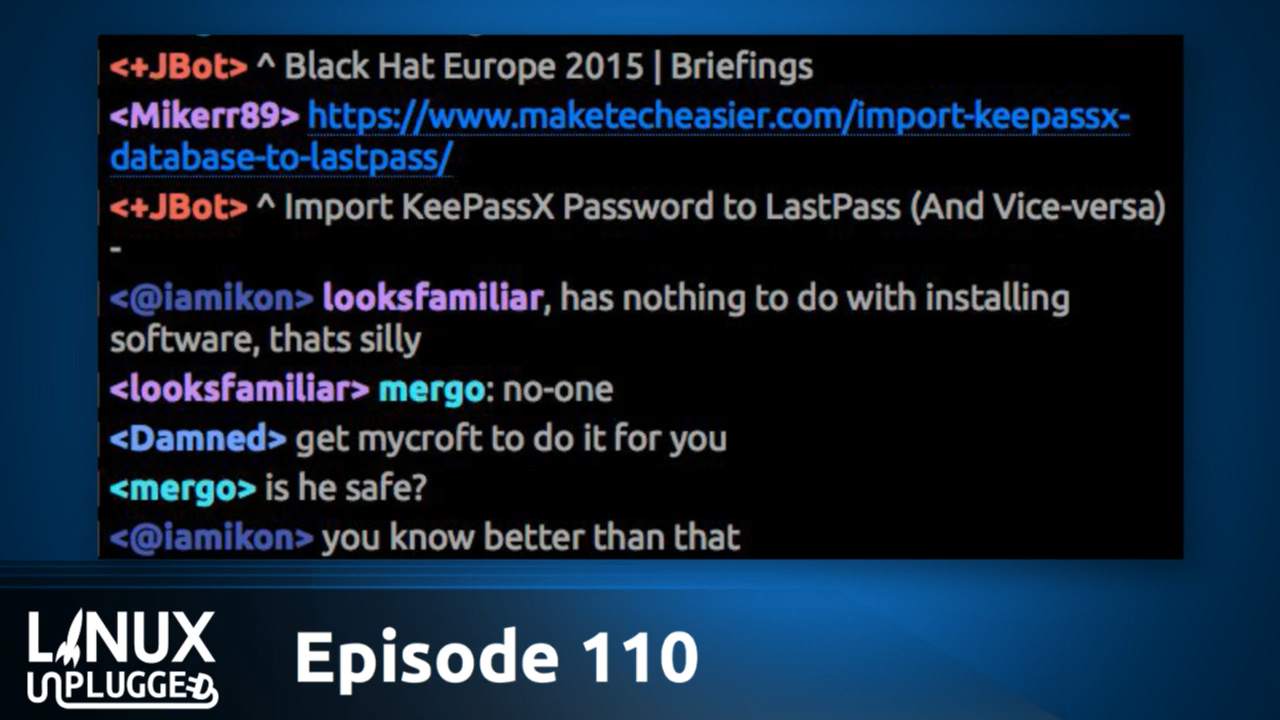 <+JBot> ^ Black Hat Europe 2015 | Briefings
<Mikerr89> https://www.maketecheasier.com/import-keepassx-
database-to-lastpass/
<+JBot> ^ Import KeePassX Password to LastPass (And Vice-versa)
-
<@iamikon> looksfamiliar, has nothing to do with installing
software, thats silly
<looksfamiliar> mergo: no-one
<Damned> get mycroft to do it for you
<mergo> is he safe?
<@iamikon> you know better than that
LINUX
UNPLUGGED
Episode 110